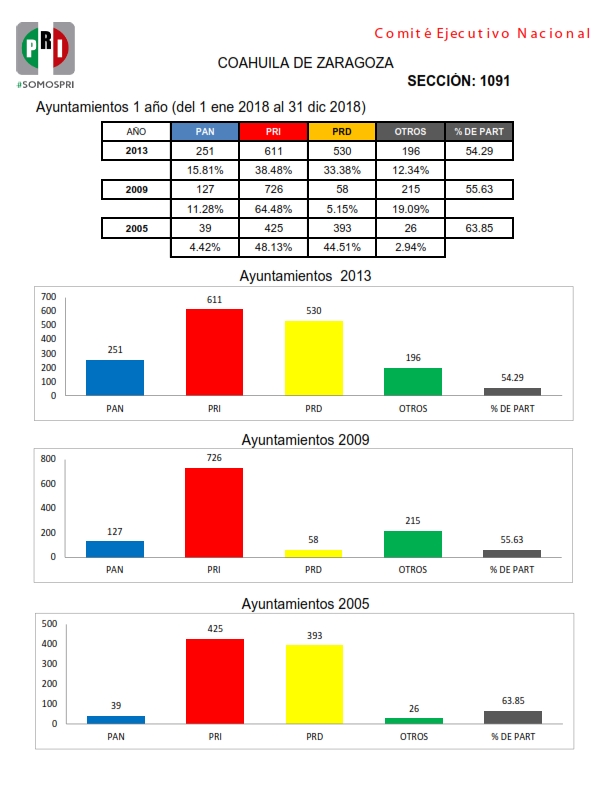 Comité Ejecutivo Nacional
PRI
#SOMOSPRI
COAHUILA DE ZARAGOZA
SECCIÓN: 1091
Ayuntamientos 1 año (del 1 ene 2018 al 31 dic 2018)
AÑO PAN PRI PRD OTROS % DE PART
2013 251 611 530 196 54.29
15.81% 38.48% 33.38% 12.34%
2009 127 726 58 215 55.63
11.28% 64.48% 5.15% 19.09%
2005 39 425 393 26 63.85
4.42% 48.13% 44.51% 2.94%
Ayuntamientos 2013
700
600
500
400
300
200
100
0
251 611 530 196 54.29
PAN PRI PRD OTROS % DE PART
Ayuntamientos 2009
800
600
400
200
0
127 726 58 215 55.63
PAN PRI PRD OTROS % DE PART
Ayuntamientos 2005
500
400
300
200
100
0
39 425 393 26 63.85
PAN PRI PRD OTROS % DE PART